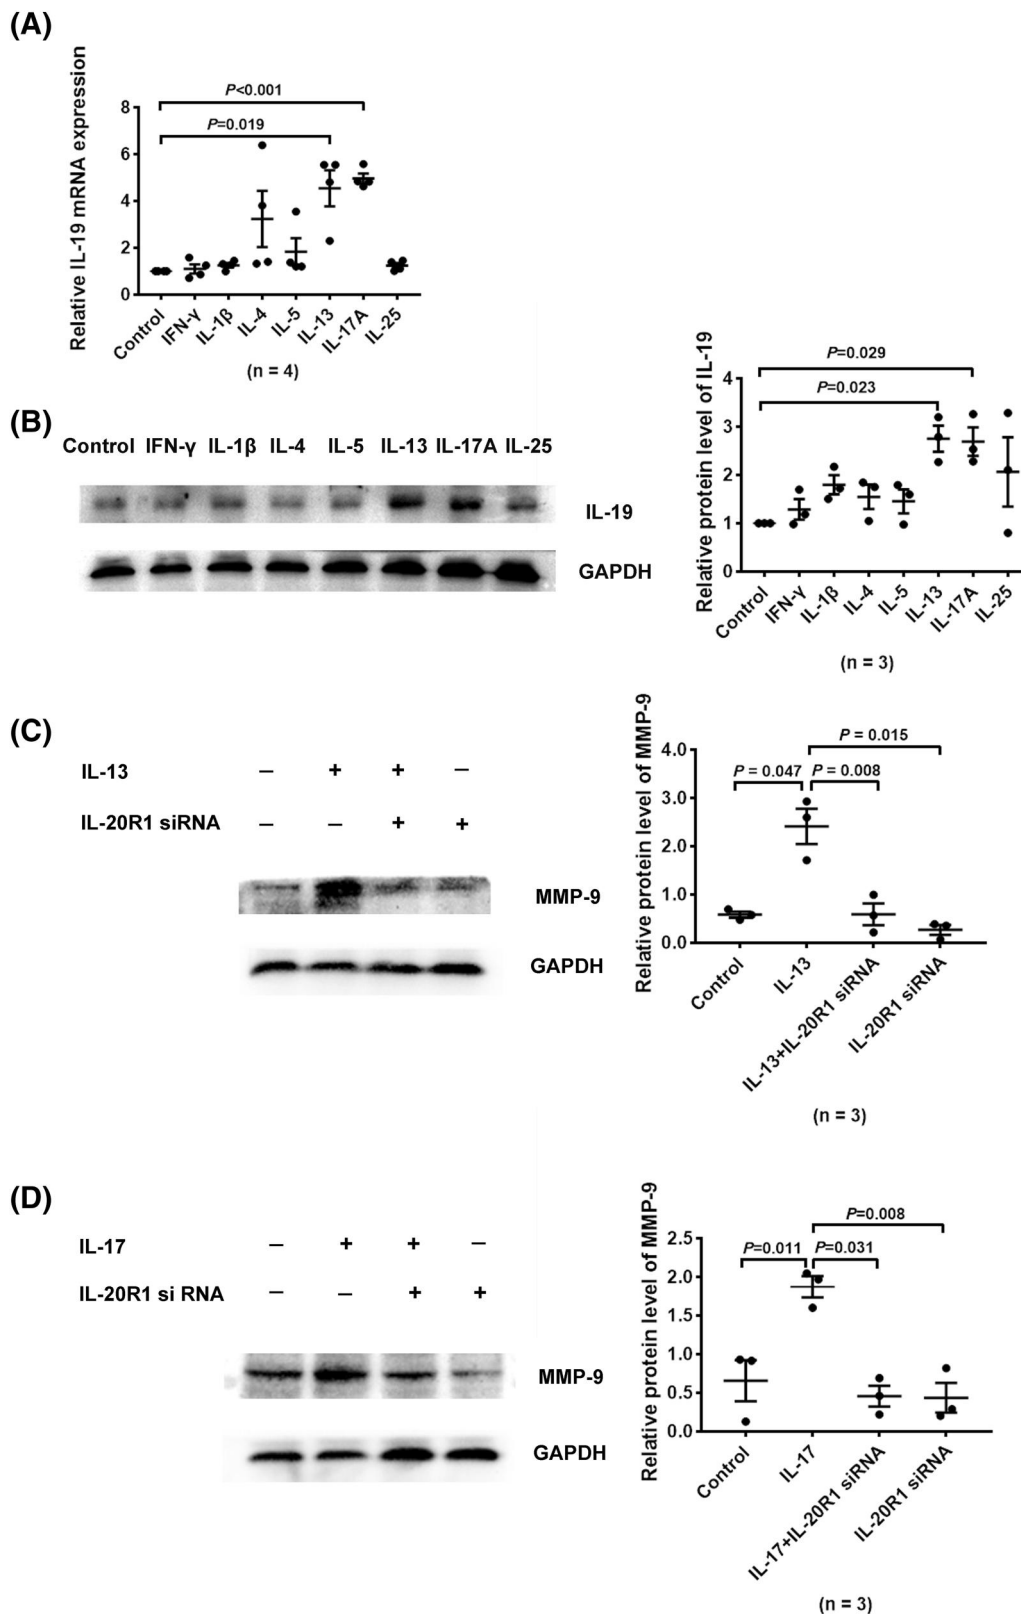 (A)
Relative IL-19 mRNA expression
P<0.001
P=0.019
8
6
4
2
0
Control
IFN-γ
IL-1β
IL-4
IL-5
IL-13
IL-17A
IL-25
(n = 4)
(B)
Control IFN-γ IL-1β IL-4 IL-5 IL-13 IL-17A IL-25
IL-19
GAPDH
Relative protein level of IL-19
P=0.029
P=0.023
4
3
2
1
0
Control
IFN-γ
IL-1β
IL-4
IL-5
IL-13
IL-17A
IL-25
(n = 3)
(C)
IL-13 – + + –
IL-20R1 siRNA – – + +
MMP-9
GAPDH
Relative protein level of MMP-9
P = 0.015
P = 0.047 P = 0.008
4.0
3.0
2.0
1.0
0.0
Control
IL-13
IL-13+IL-20R1 siRNA
IL-20R1 siRNA
(n = 3)
(D)
IL-17 – + + –
IL-20R1 si RNA – – + +
MMP-9
GAPDH
Relative protein level of MMP-9
P=0.008
P=0.011 P=0.031
2.5
2.0
1.5
1.0
0.5
0.0
Control
IL-17
IL-17+IL-20R1 siRNA
IL-20R1 siRNA
(n = 3)